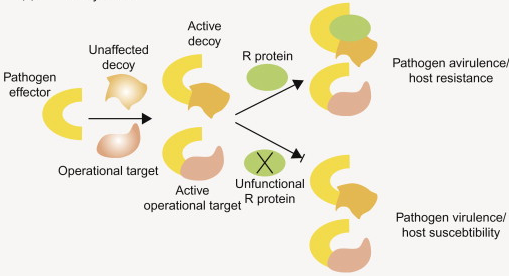 Active
decoy
Unaffected
decoy
R protein
Pathogen
effector
Pathogen avirulence/
host resistance
Operational target
Active
operational target
Unfunctional
R protein
Pathogen virulence/
host suscebtibility